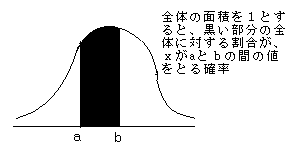 全体の面積を１とす
ると、黒い部分の全
体に対する割合が、
ｘがaとｂの間の値
をとる確率
a
b